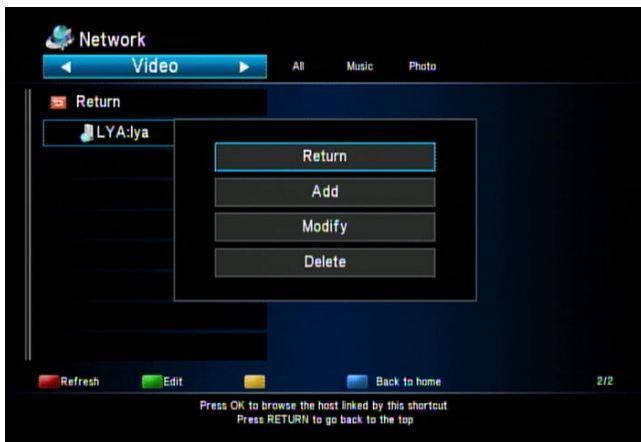 Network
Video All Music Photo
Return
LYA:lya
Return
Add
Modify
Delete
Refresh Edit Back to home 2/2
Press OK to browse the host linked by this shortcut
Press RETURN to go back to the top